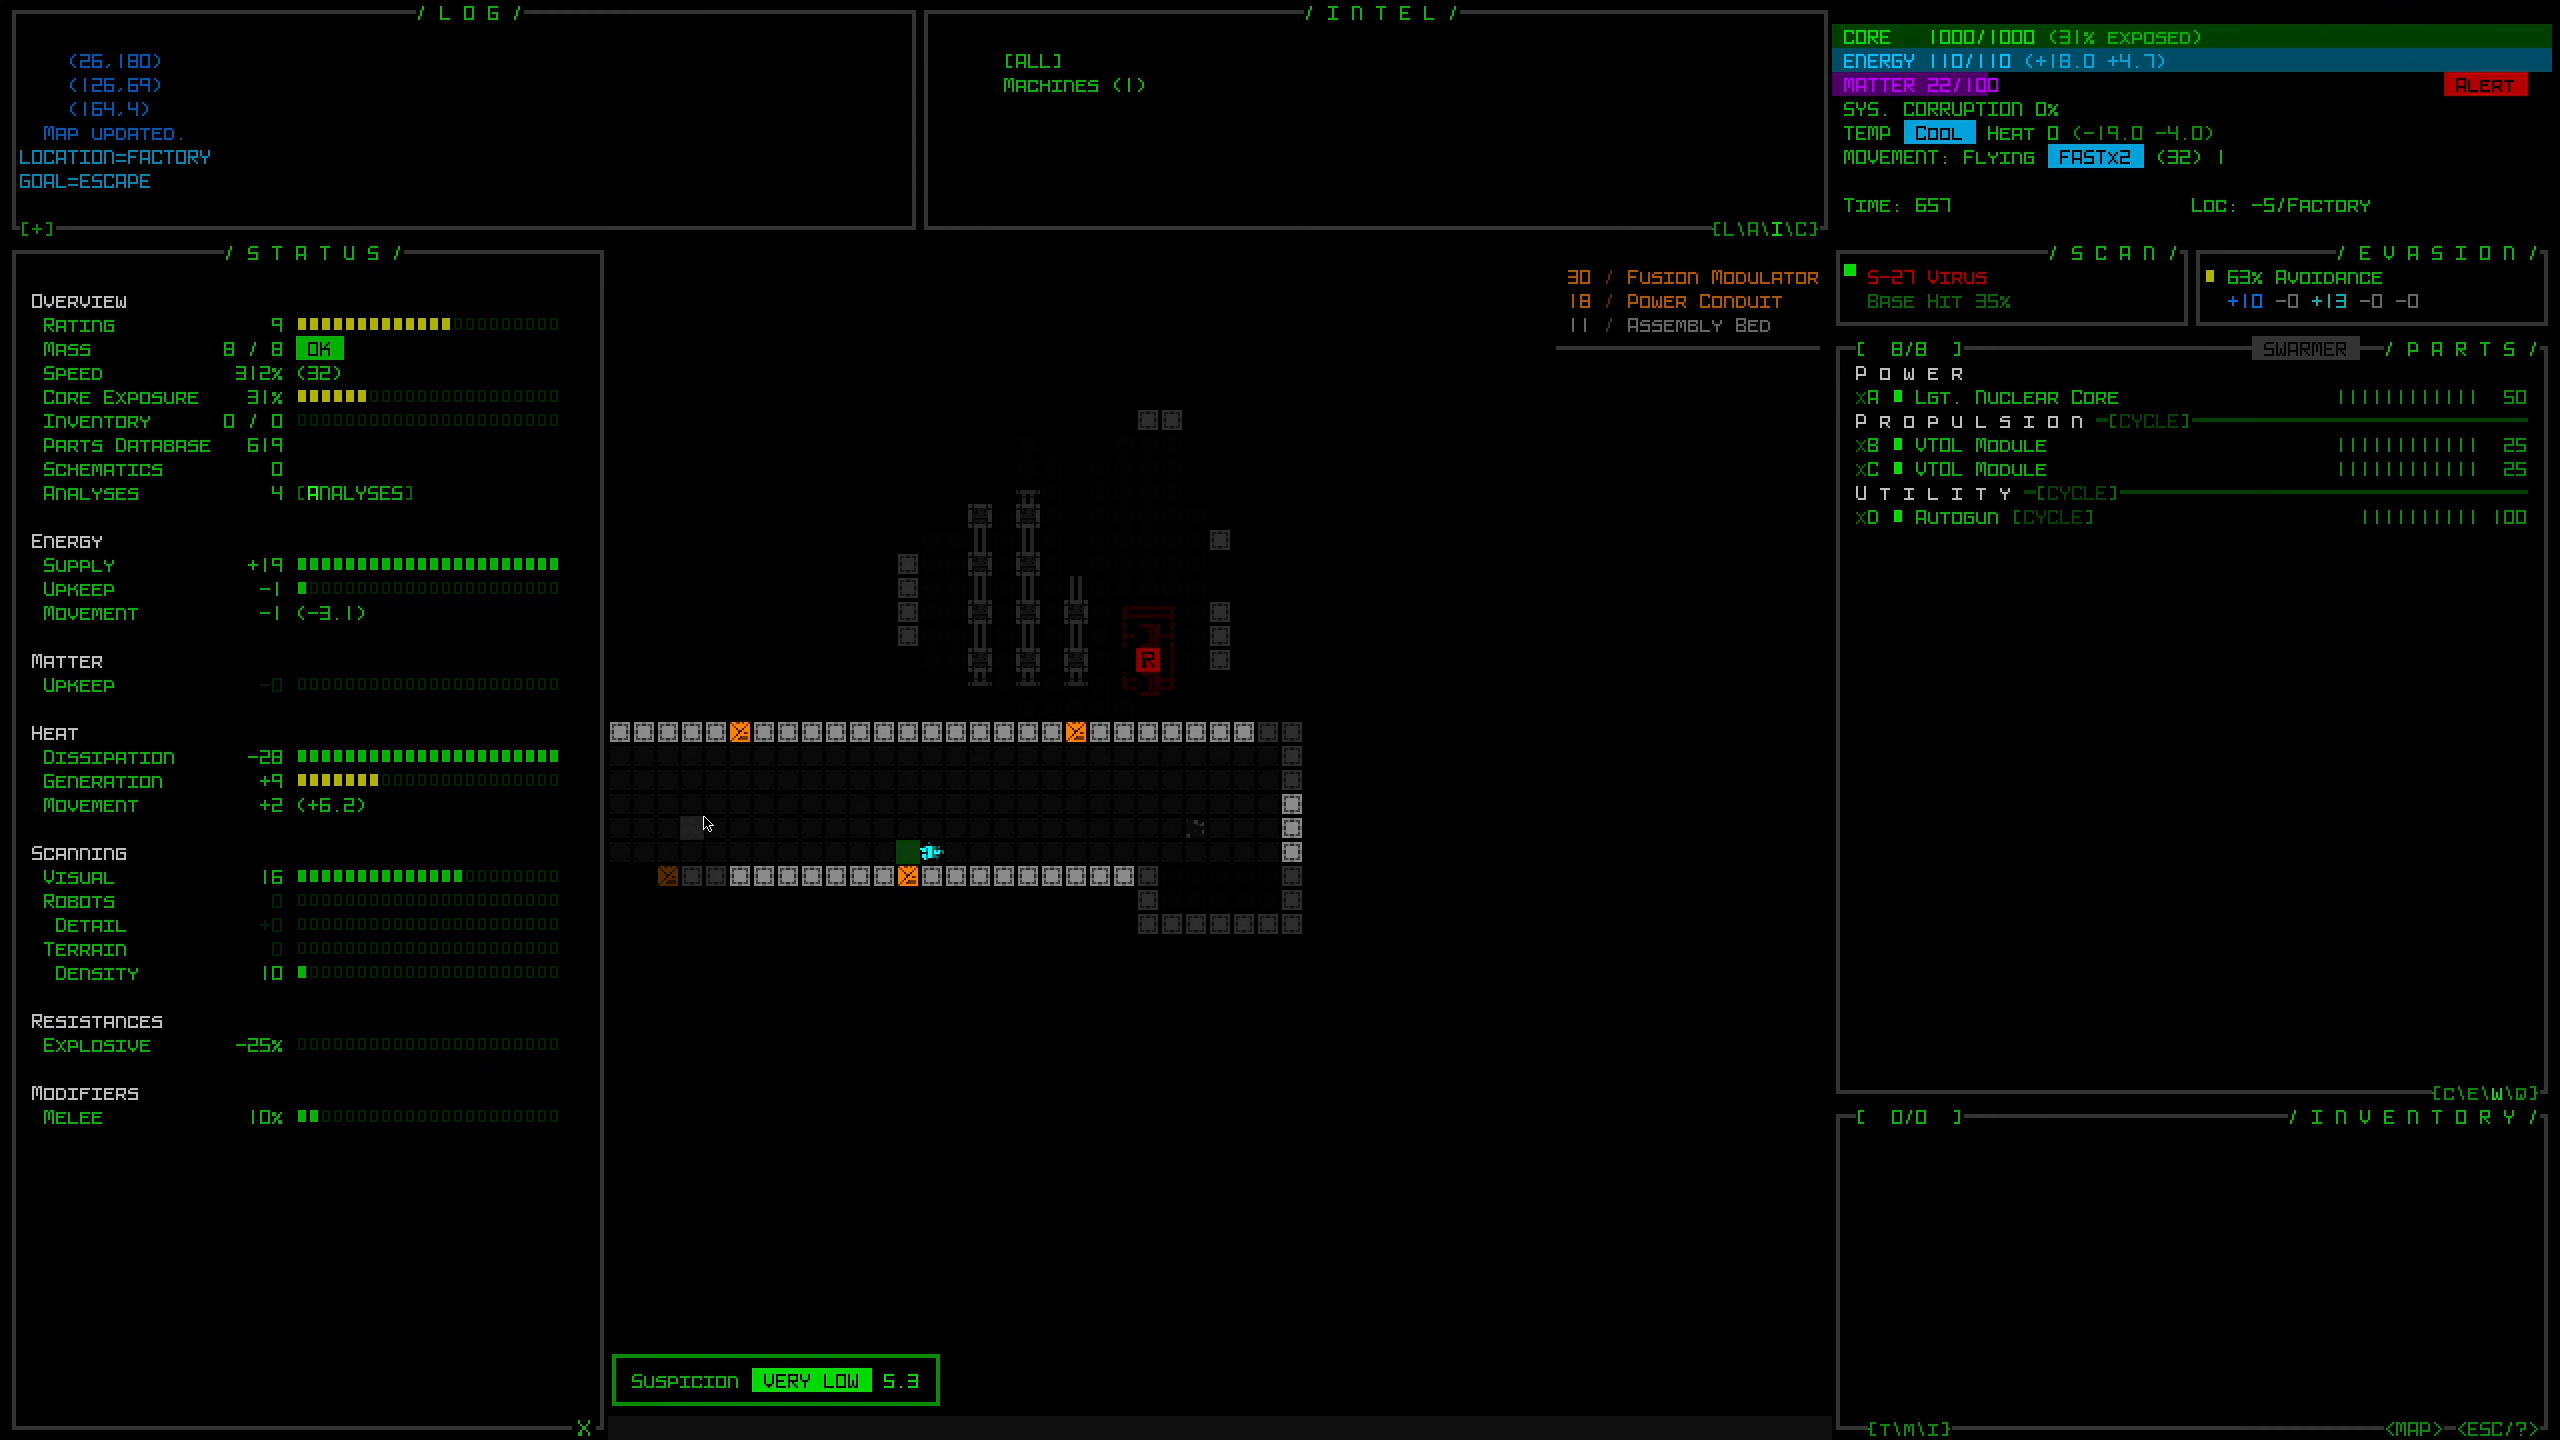 / L O G /
(26,180)
(126,69)
(164,4)
Map updated.
LOCATION=FACTORY
GOAL=ESCAPE
[+]
/ I N T E L /
[ALL]
Machines (1)
[L\A\I\C]
CORE 1000/1000 (31% EXPOSED)
ENERGY 110/110 (+18.0 +4.7)
MATTER 22/100 ALERT
SYS. CORRUPTION 0%
TEMP COOL HEAT 0 (-19.0 -4.0)
MOVEMENT: FLYING FASTx2 (32) 1
TIME: 657 LOC: -5/FACTORY
/ S T A T U S /
Overview
Rating 9
Mass 8 / 8 OK
Speed 312% (32)
Core Exposure 31%
Inventory 0 / 0
Parts Database 619
Schematics 0
Analyses 4 [ANALYSES]
Energy
Supply +19
Upkeep -1
Movement -1 (-3.1)
Matter
Upkeep -0
Heat
Dissipation -28
Generation +9
Movement +2 (+6.2)
Scanning
Visual 16
Robots 0
Detail +0
Terrain 0
Density 10
Resistances
Explosive -25%
Modifiers
Melee 10%
X
30 / Fusion Modulator
18 / Power Conduit
11 / Assembly Bed
R
Suspicion VERY LOW 5.3
/ S C A N /
S-27 Virus
Base Hit 35%
/ E V A S I O N /
63% Avoidance
+10 -0 +13 -0 -0
[ 8/8 ] SWARMER / P A R T S /
P O W E R
xA Lgt. Nuclear Core 50
P R O P U L S I O N [CYCLE]
xB VTOL Module 25
xC VTOL Module 25
U T I L I T Y [CYCLE]
xD Autogun [CYCLE] 100
[C\E\W\Q]
[ 0/0 ] / I N V E N T O R Y /
[T\M\I] <MAP> <ESC/?>